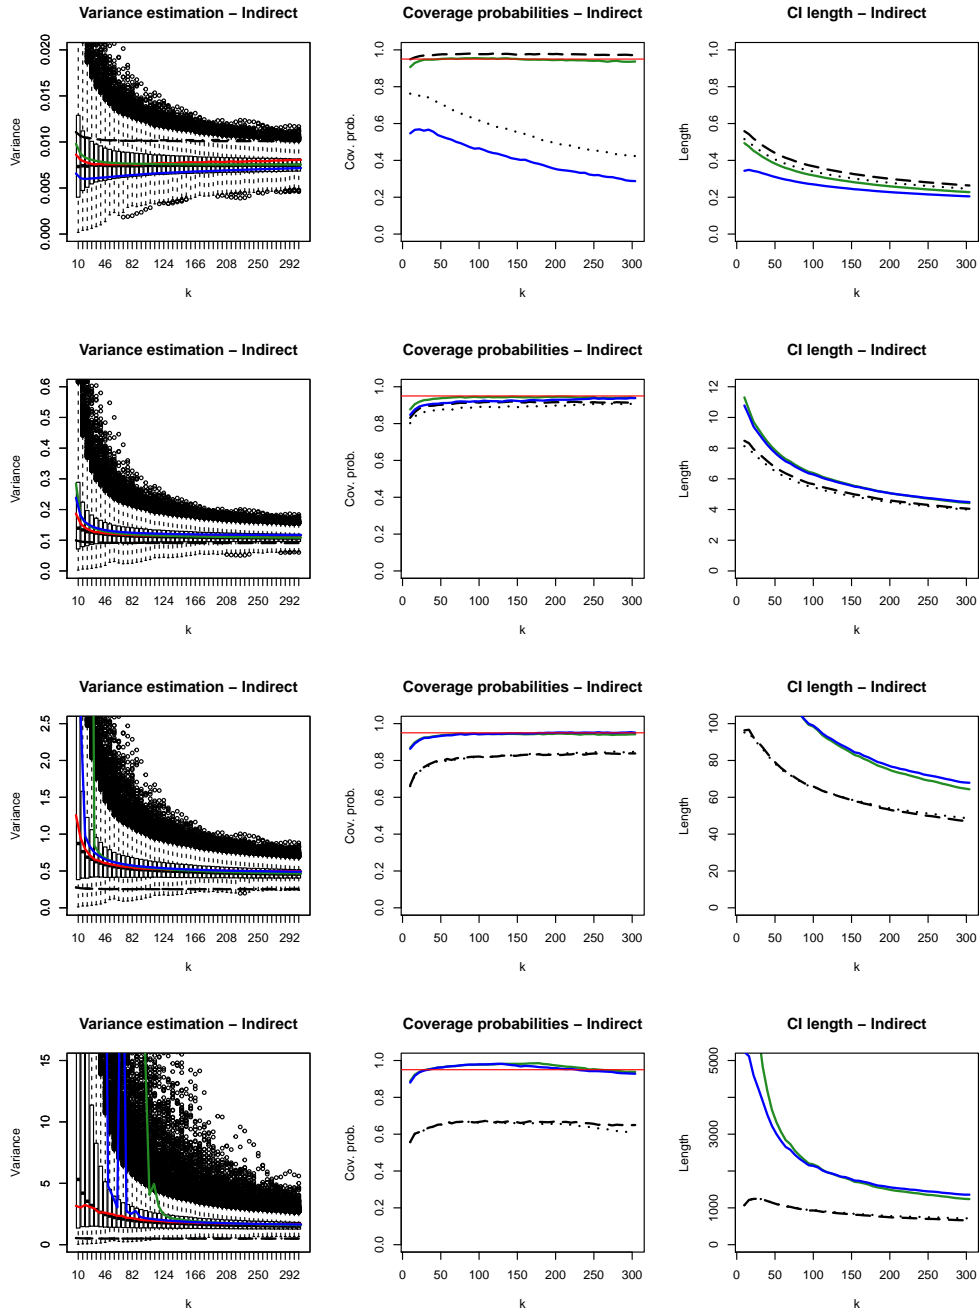 Variance estimation – Indirect
Coverage probabilities – Indirect
CI length – Indirect
Variance
0.000 0.005 0.010 0.015 0.020
10 46 82 124 166 208 250 292
k
Cov. prob.
0.0 0.2 0.4 0.6 0.8 1.0
0 50 100 150 200 250 300
k
Length
0.0 0.2 0.4 0.6 0.8 1.0
0 50 100 150 200 250 300
k
Variance estimation – Indirect
Coverage probabilities – Indirect
CI length – Indirect
Variance
0.0 0.1 0.2 0.3 0.4 0.5 0.6
10 46 82 124 166 208 250 292
k
Cov. prob.
0.0 0.2 0.4 0.6 0.8 1.0
0 50 100 150 200 250 300
k
Length
0 2 4 6 8 10 12
0 50 100 150 200 250 300
k
Variance estimation – Indirect
Coverage probabilities – Indirect
CI length – Indirect
Variance
0.0 0.5 1.0 1.5 2.0 2.5
10 46 82 124 166 208 250 292
k
Cov. prob.
0.0 0.2 0.4 0.6 0.8 1.0
0 50 100 150 200 250 300
k
Length
0 20 40 60 80 100
0 50 100 150 200 250 300
k
Variance estimation – Indirect
Coverage probabilities – Indirect
CI length – Indirect
Variance
0 5 10 15
10 46 82 124 166 208 250 292
k
Cov. prob.
0.0 0.2 0.4 0.6 0.8 1.0
0 50 100 150 200 250 300
k
Length
0 1000 3000 5000
0 50 100 150 200 250 300
k